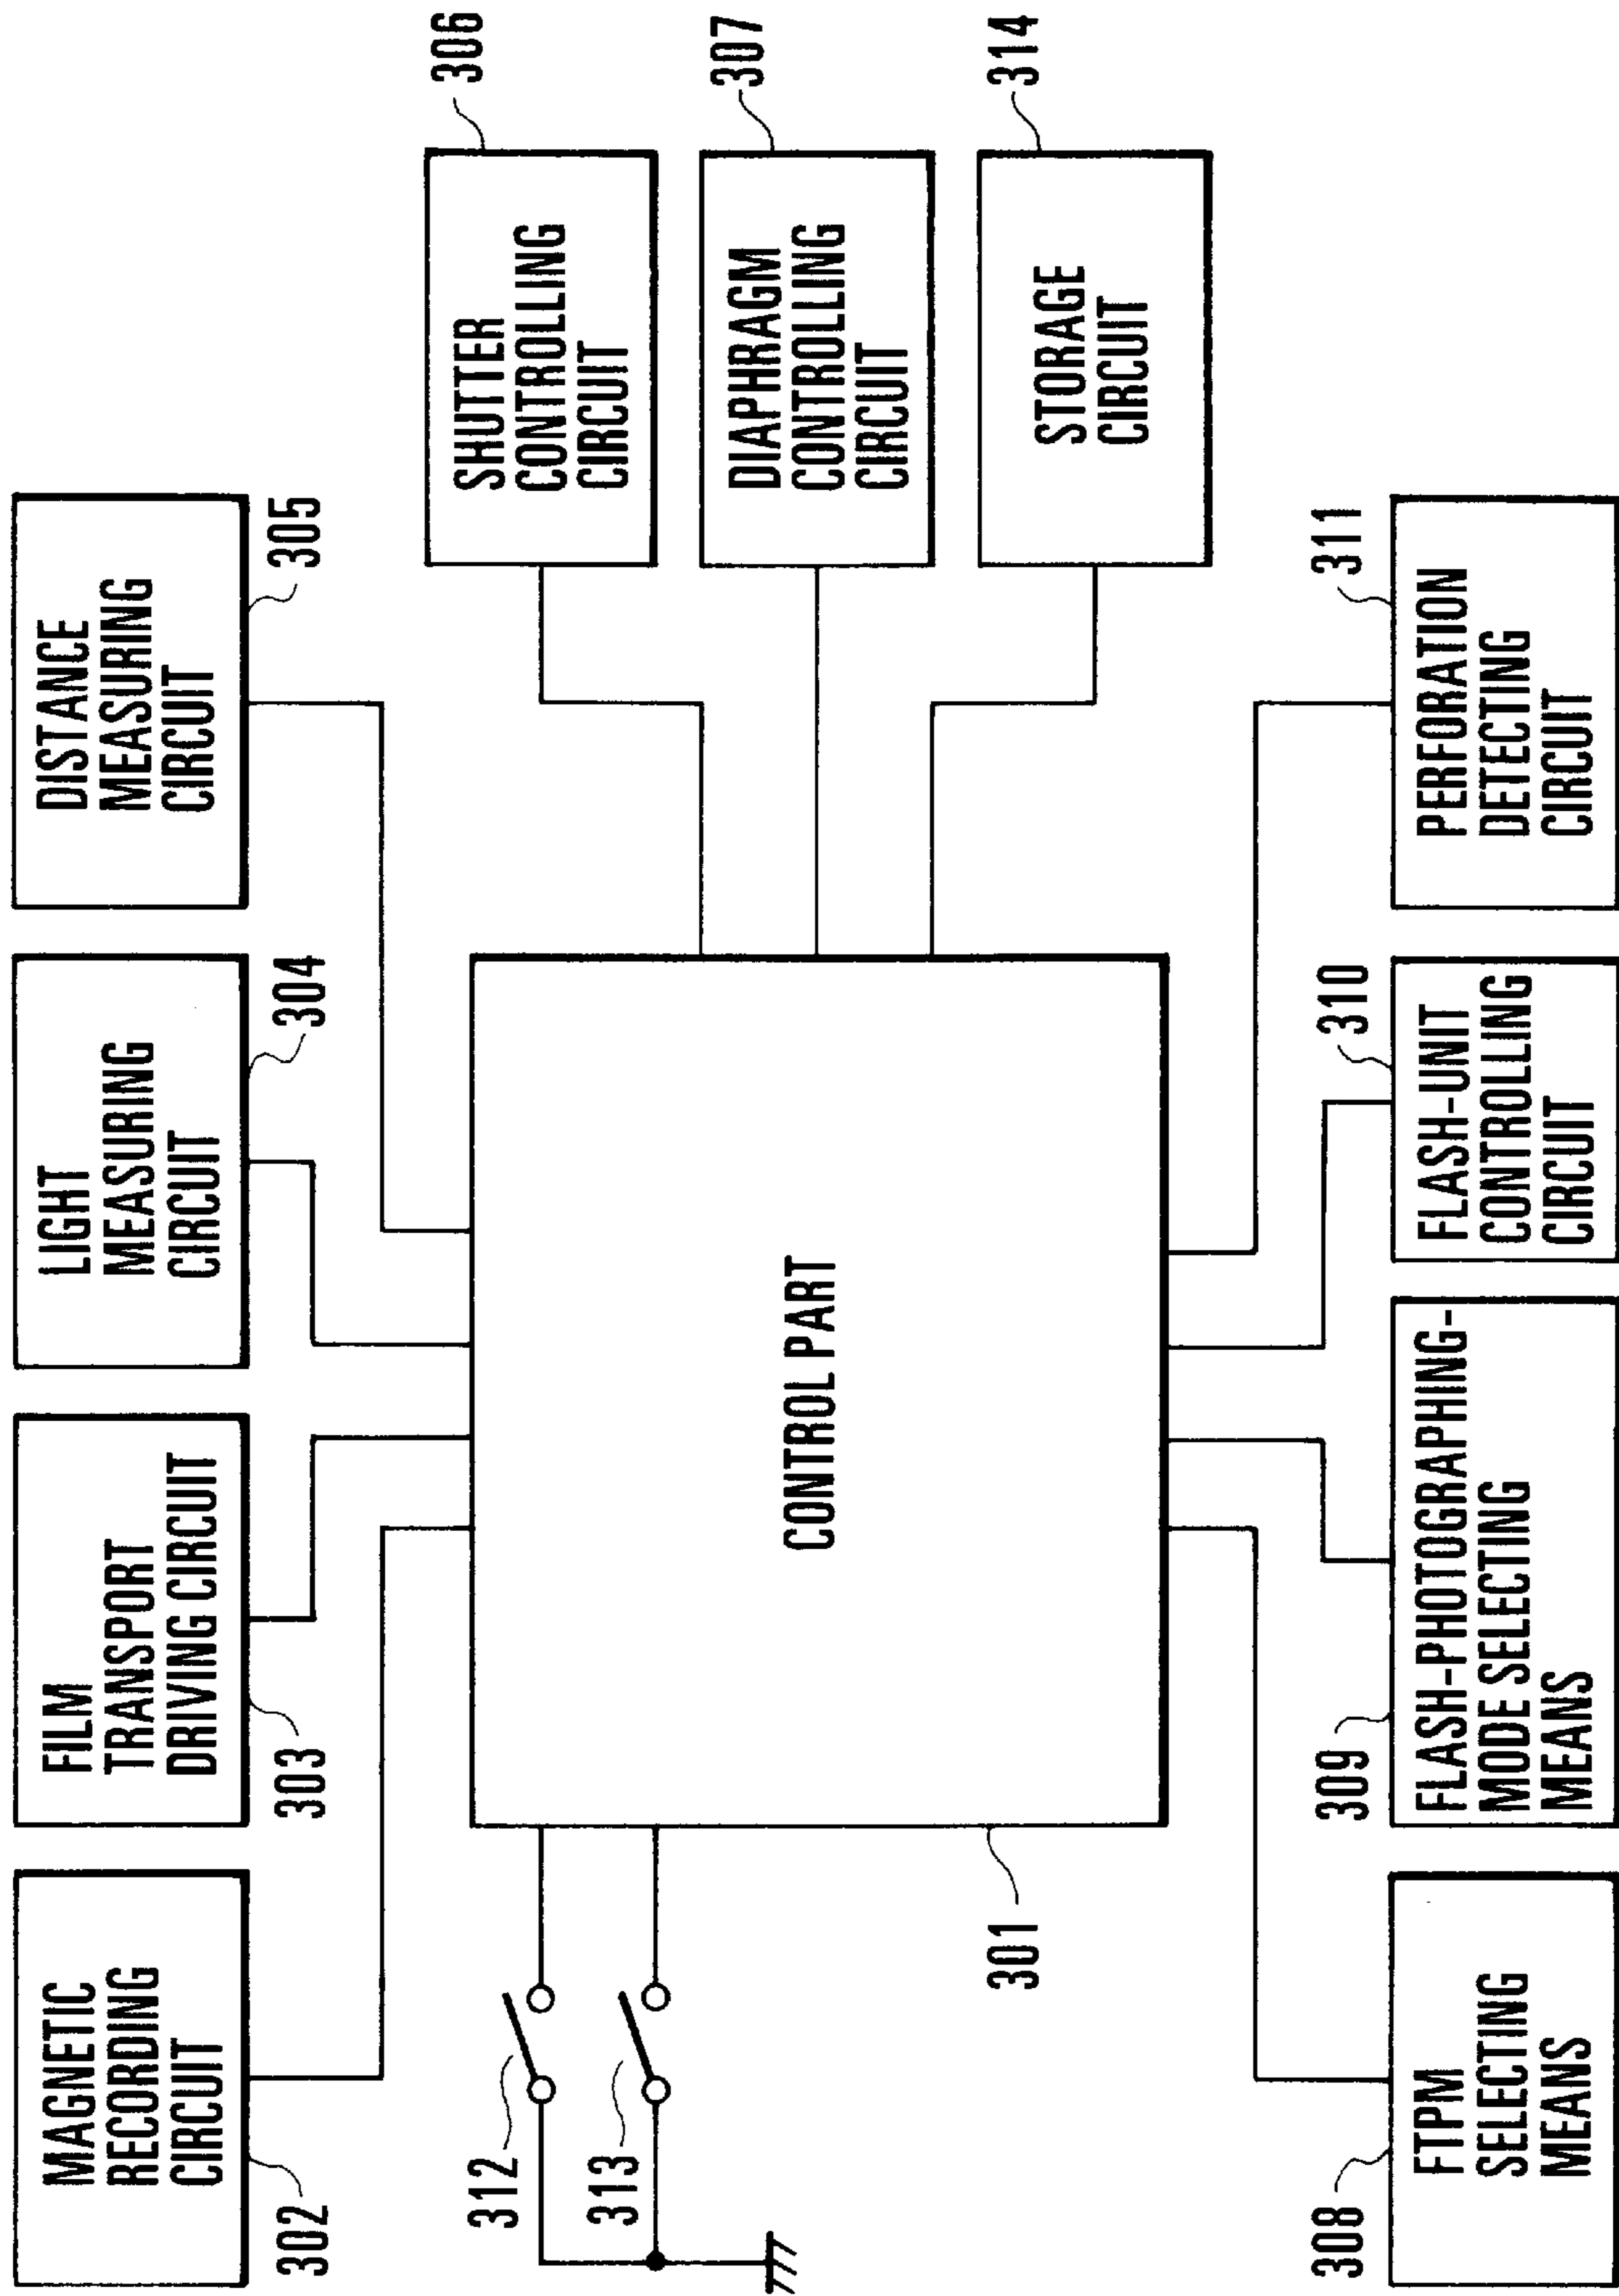 MAGNETIC
RECORDING
CIRCUIT
302
FILM
TRANSPORT
DRIVING CIRCUIT
303
LIGHT
MEASURING
CIRCUIT
304
DISTANCE
MEASURING
CIRCUIT
305
SHUTTER
CONTROLLING
CIRCUIT
306
DIAPHRAGM
CONTROLLING
CIRCUIT
307
STORAGE
CIRCUIT
314
CONTROL PART
301
312
313
FTPM
SELECTING
MEANS
308
FLASH-PHOTOGRAPHING-
MODE SELECTING
MEANS
309
FLASH-UNIT
CONTROLLING
CIRCUIT
310
PERFORATION
DETECTING
CIRCUIT
311